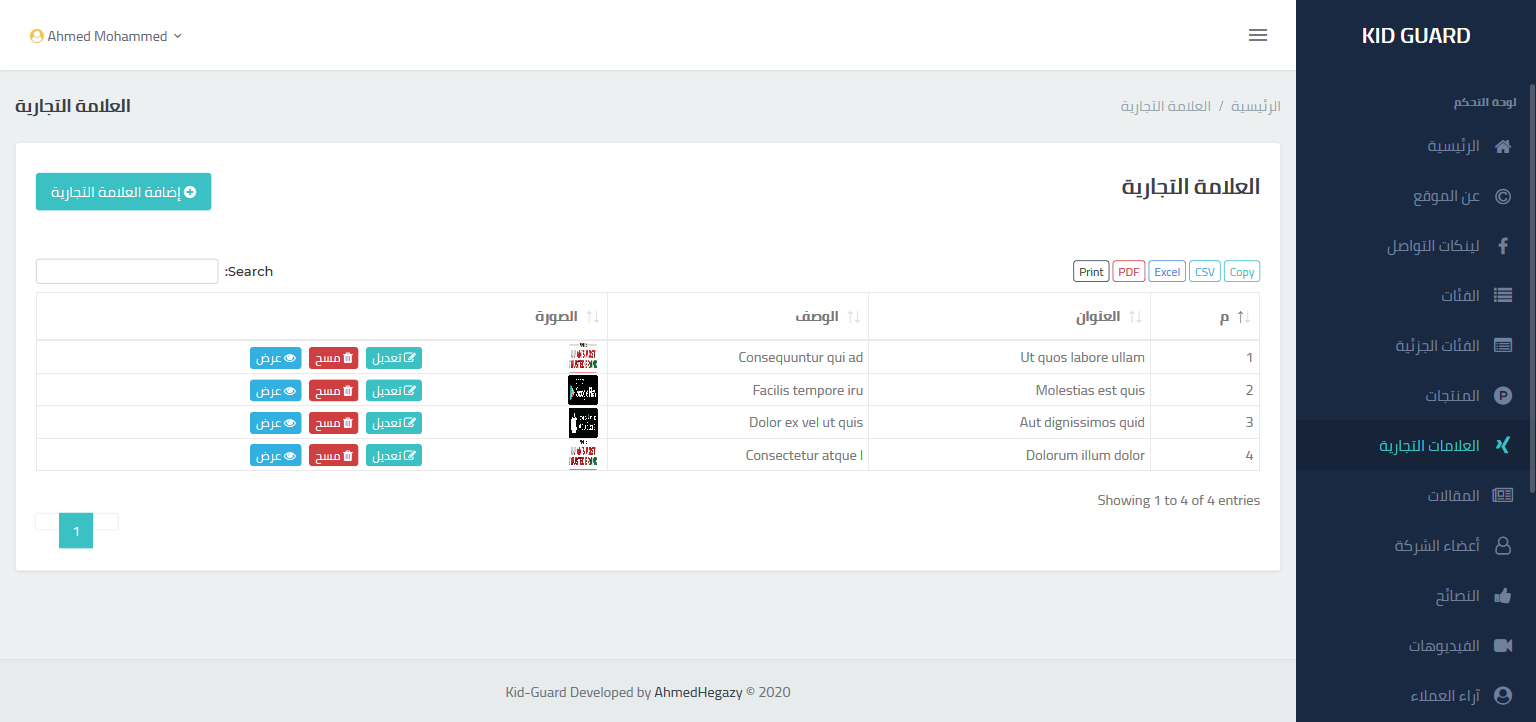 KID GUARD
لوحة التحكم
الرئيسية
عن الموقع
لينكات التواصل
الفئات
الفئات الجزئية
المنتجات
العلامات التجارية
المقالات
أعضاء الشركة
النصائح
الفيديوهات
آراء العملاء
Ahmed Mohammed
الرئيسية / العلامة التجارية
العلامة التجارية
العلامة التجارية
إضافة العلامة التجارية
Copy CSV Excel PDF Print
Search:
م العنوان الوصف الصورة
1 Ut quos labore ullam Consequuntur qui ad تعديل مسح عرض
2 Molestias est quis Facilis tempore iru تعديل مسح عرض
3 Aut dignissimos quid Dolor ex vel ut quis تعديل مسح عرض
4 Dolorum illum dolor Consectetur atque l تعديل مسح عرض
Showing 1 to 4 of 4 entries
1
Kid-Guard Developed by AhmedHegazy © 2020